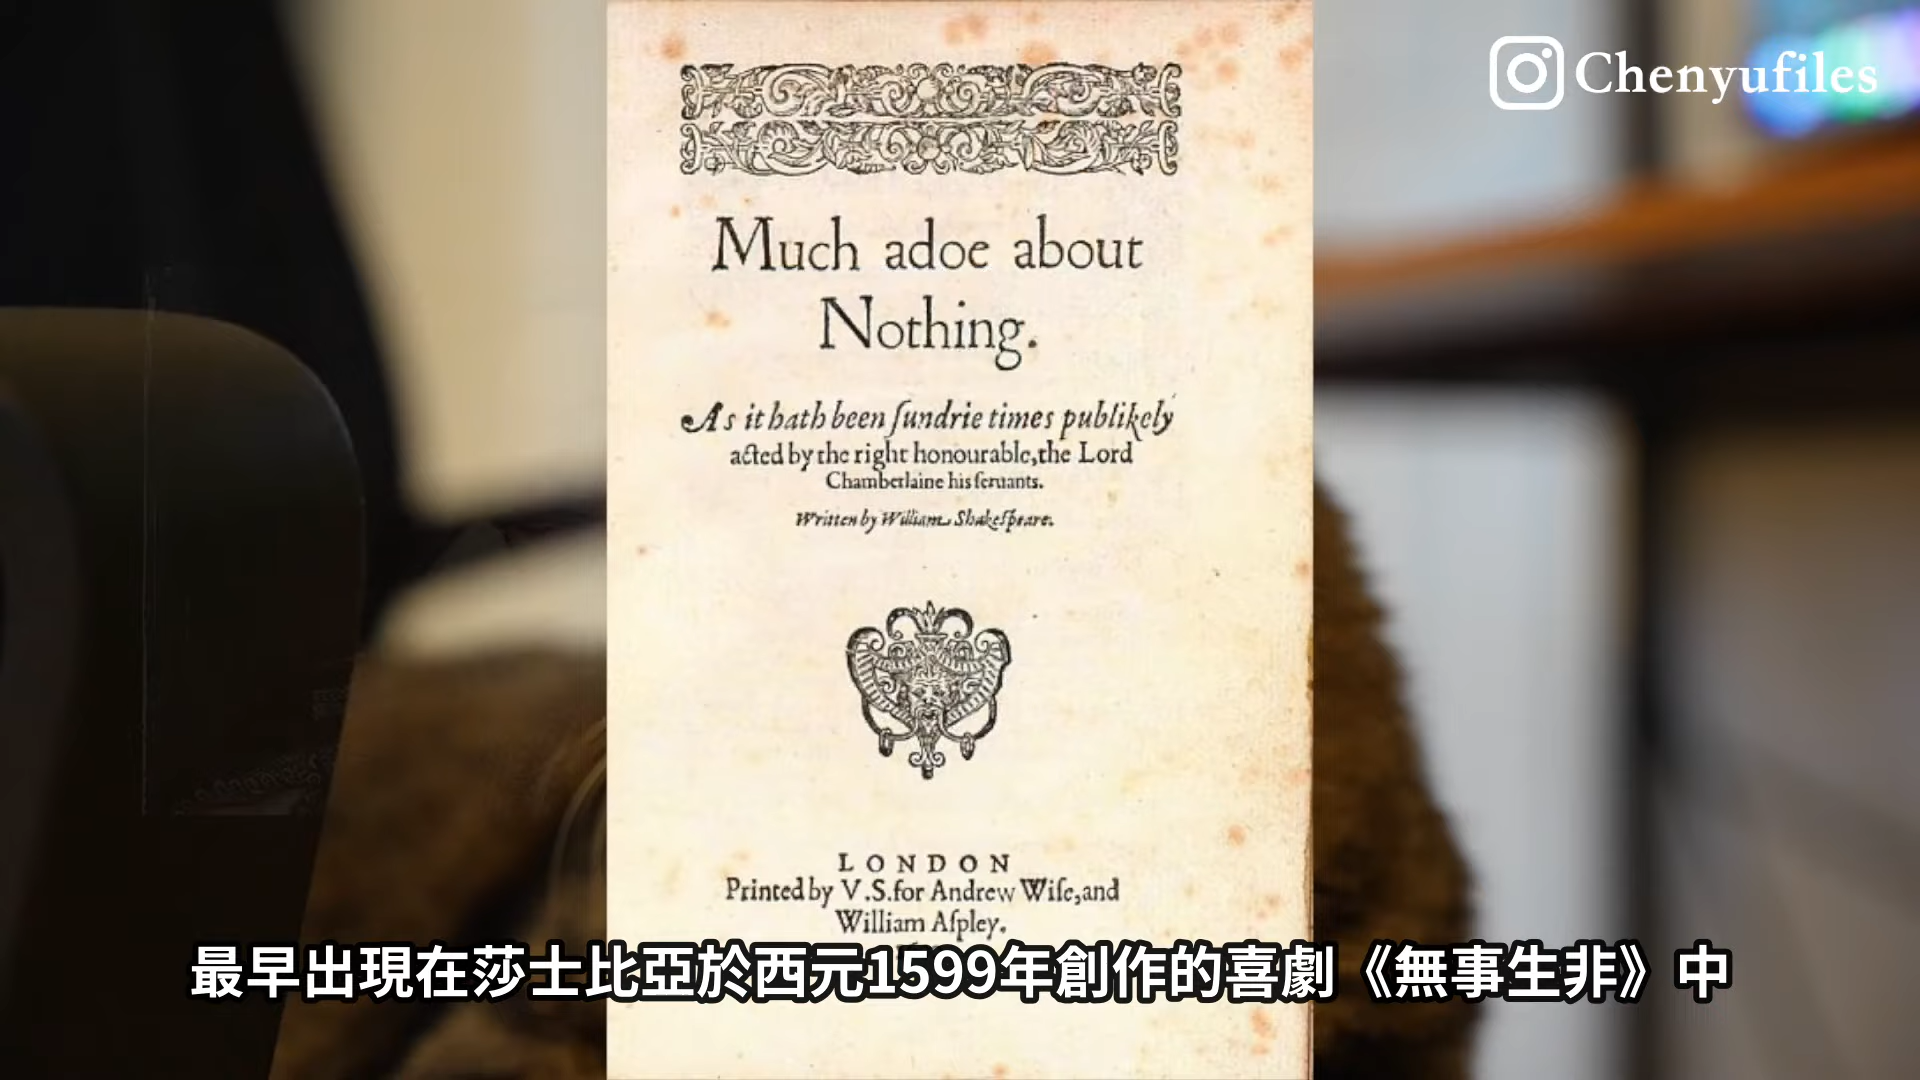 Chenyufiles
Much adoe about
Nothing.
As it hath been ſundrie times publikely
acted by the right honourable, the Lord
Chamberlaine his ſeruants.
Written by William Shakeſpeare.
LONDON
Printed by V.S. for Andrew Wiſe, and
William Aſpley.
最早出現在莎士比亞於西元1599年創作的喜劇《無事生非》中